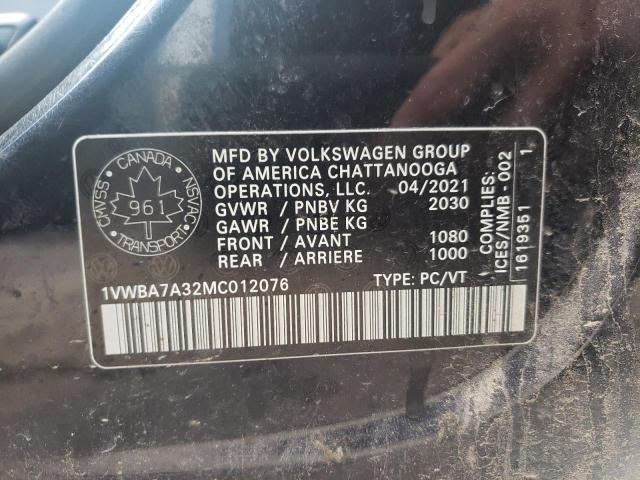 CANADA
CMVSS
961
NSVAC
TRANSPORT
MFD BY VOLKSWAGEN GROUP
OF AMERICA CHATTANOOGA
OPERATIONS, LLC. 04/2021
GVWR / PNBV KG 2030
GAWR / PNBE KG
FRONT / AVANT 1080
REAR / ARRIERE 1000
1VWBA7A32MC012076 TYPE: PC/VT
COMPLIES:
ICES/NMB-002
1619351 1